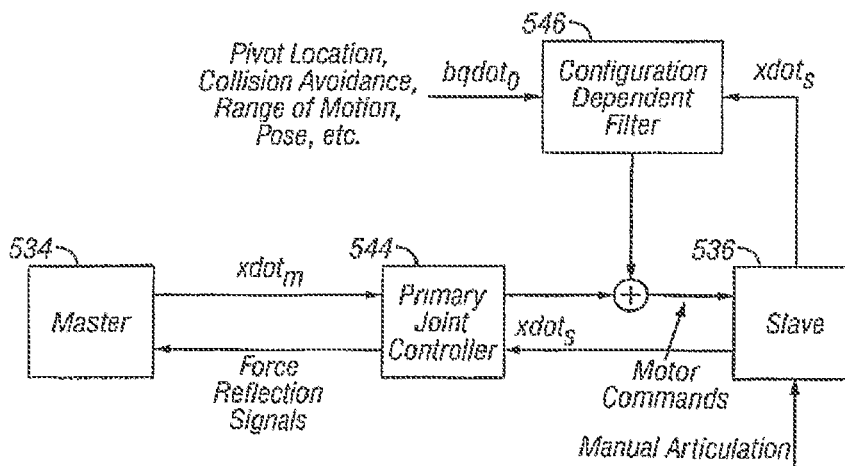 546
Pivot Location,
Collision Avoidance,
Range of Motion,
Pose, etc.
bqdot₀
Configuration
Dependent
Filter
xdotₛ
534
Master
xdotₘ
Force
Reflection
Signals
544
Primary
Joint
Controller
+
xdotₛ
Motor
Commands
536
Slave
Manual Articulation